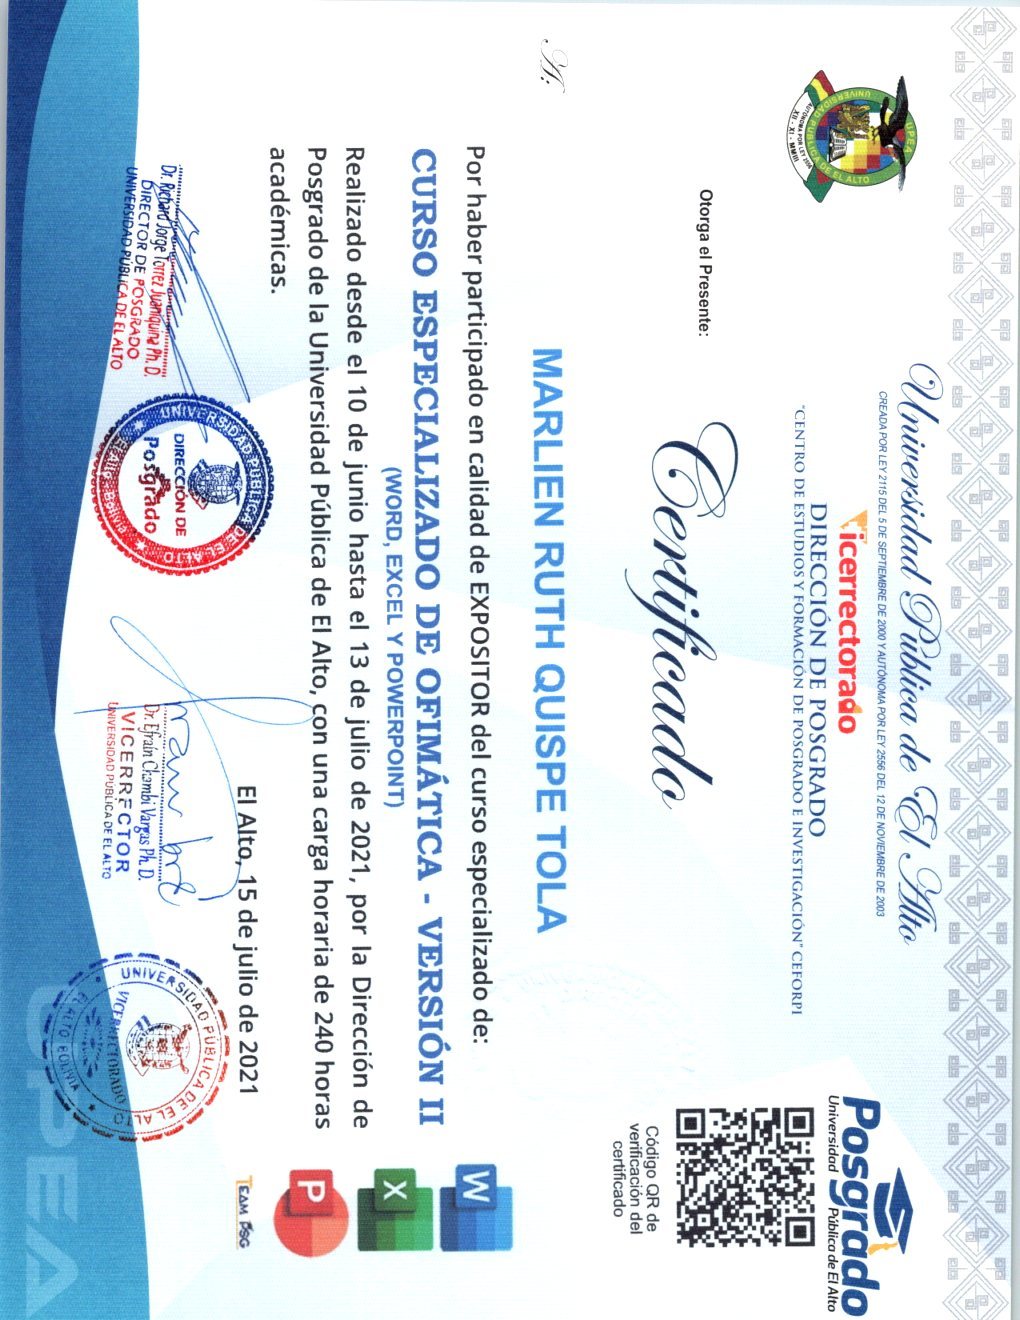 Universidad Pública de El Alto
CREADA POR LEY 2115 DEL 5 DE SEPTIEMBRE DE 2000 Y AUTÓNOMA POR LEY 2556 DEL 12 DE NOVIEMBRE DE 2003
Vicerrectorado
DIRECCIÓN DE POSGRADO
"CENTRO DE ESTUDIOS Y FORMACIÓN DE POSGRADO E INVESTIGACIÓN" CEFORPI
UPEA
UNIVERSIDAD PÚBLICA DE EL ALTO
AUTÓNOMA POR LEY 2556
XII - XI - MMIII
Posgrado
Universidad Pública de El Alto
Otorga el Presente:
Certificado
Código QR de
verificación del
certificado
A:
MARLIEN RUTH QUISPE TOLA
Por haber participado en calidad de EXPOSITOR del curso especializado de:
CURSO ESPECIALIZADO DE OFIMÁTICA - VERSIÓN II
(WORD, EXCEL Y POWERPOINT)
Realizado desde el 10 de junio hasta el 13 de julio de 2021, por la Dirección de
Posgrado de la Universidad Pública de El Alto, con una carga horaria de 240 horas
académicas.
W
X
P
El Alto, 15 de julio de 2021
TEAM PSG
Dr. Richard Jorge Torrez Juaniquina Ph. D.
DIRECTOR DE POSGRADO
UNIVERSIDAD PÚBLICA DE EL ALTO
UNIVERSIDAD PÚBLICA DE EL ALTO
DIRECCIÓN DE
Posgrado
Dr. Efraín Chambi Vargas Ph. D.
VICERRECTOR
UNIVERSIDAD PÚBLICA DE EL ALTO
UNIVERSIDAD PÚBLICA DE EL ALTO
VICERRECTORADO
EL ALTO BOLIVIA
UPEA